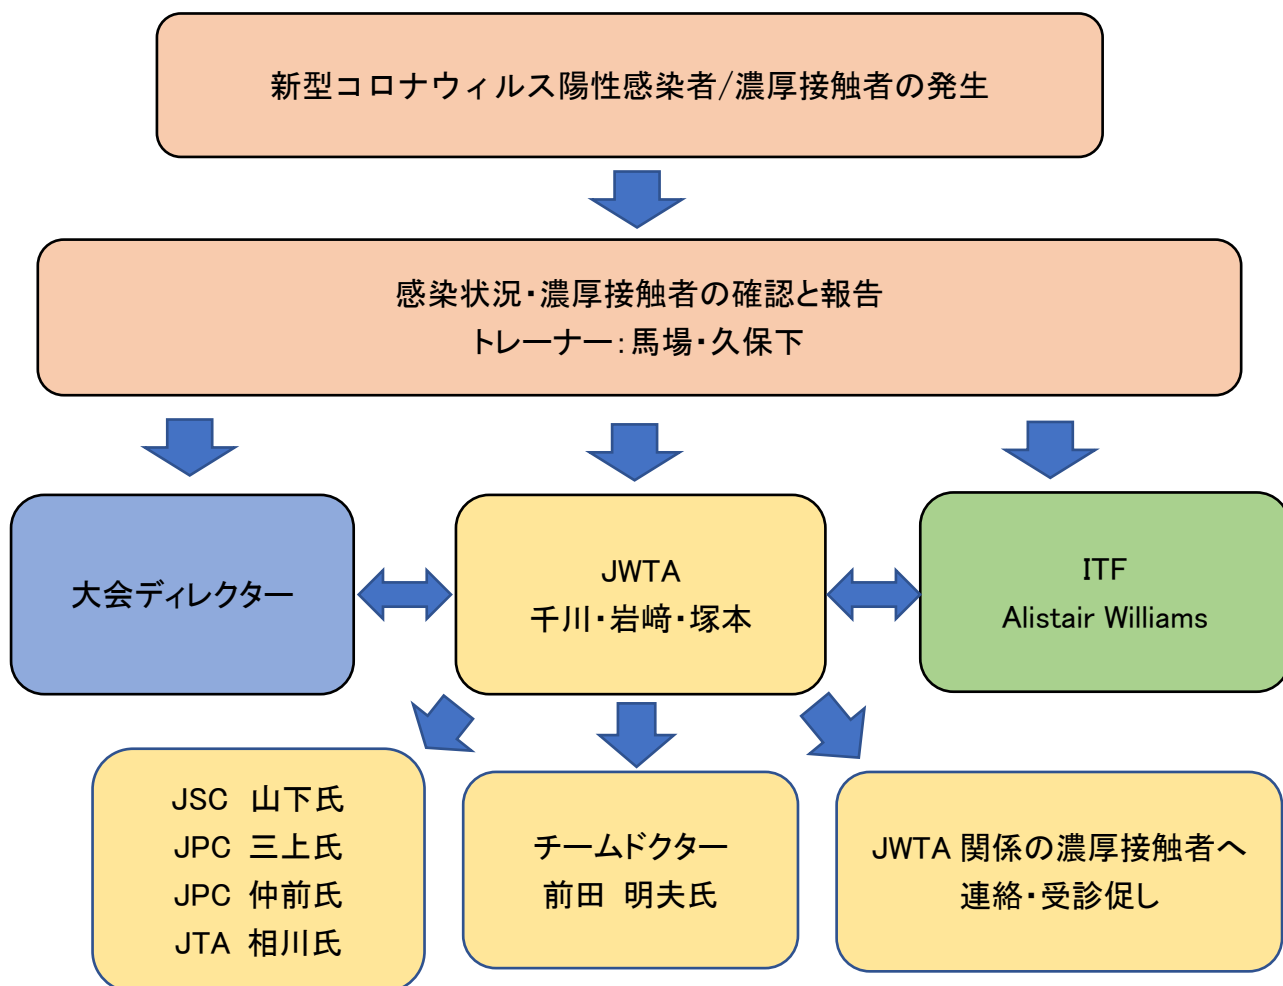 新型コロナウィルス陽性感染者/濃厚接触者の発生
感染状況・濃厚接触者の確認と報告
トレーナー：馬場・久保下
大会ディレクター
JWTA
千川・岩﨑・塚本
ITF
Alistair Williams
JSC 山下氏
JPC 三上氏
JPC 仲前氏
JTA 相川氏
チームドクター
前田 明夫氏
JWTA 関係の濃厚接触者へ
連絡・受診促し